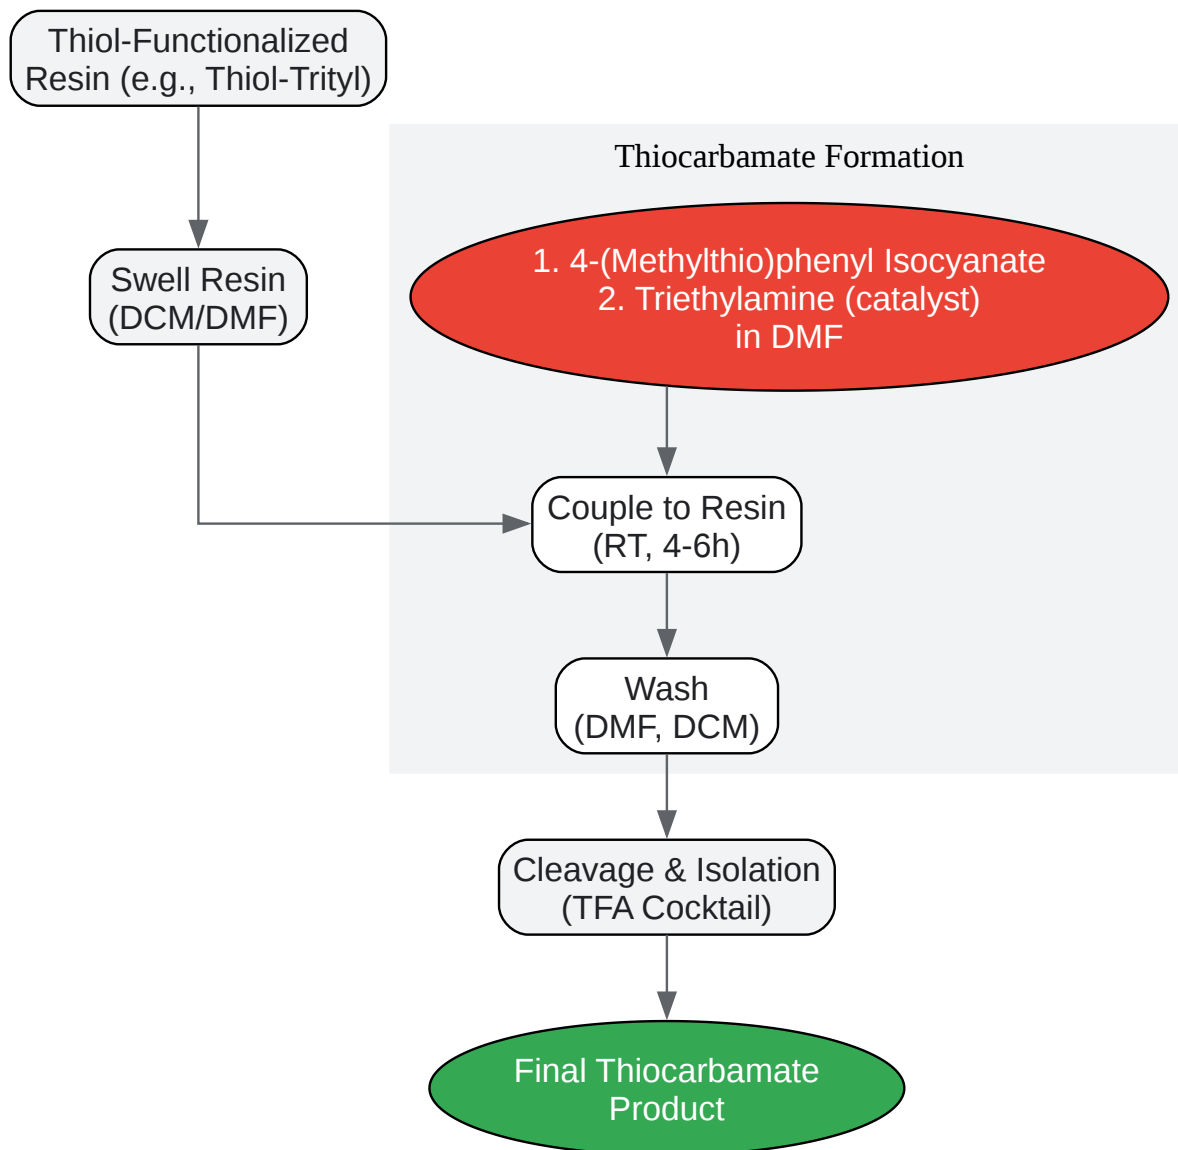 Thiol-Functionalized
Resin (e.g., Thiol-Trityl)
Swell Resin
(DCM/DMF)
Thiocarbamate Formation
1. 4-(Methylthio)phenyl Isocyanate
2. Triethylamine (catalyst)
in DMF
Couple to Resin
(RT, 4-6h)
Wash
(DMF, DCM)
Cleavage & Isolation
(TFA Cocktail)
Final Thiocarbamate
Product